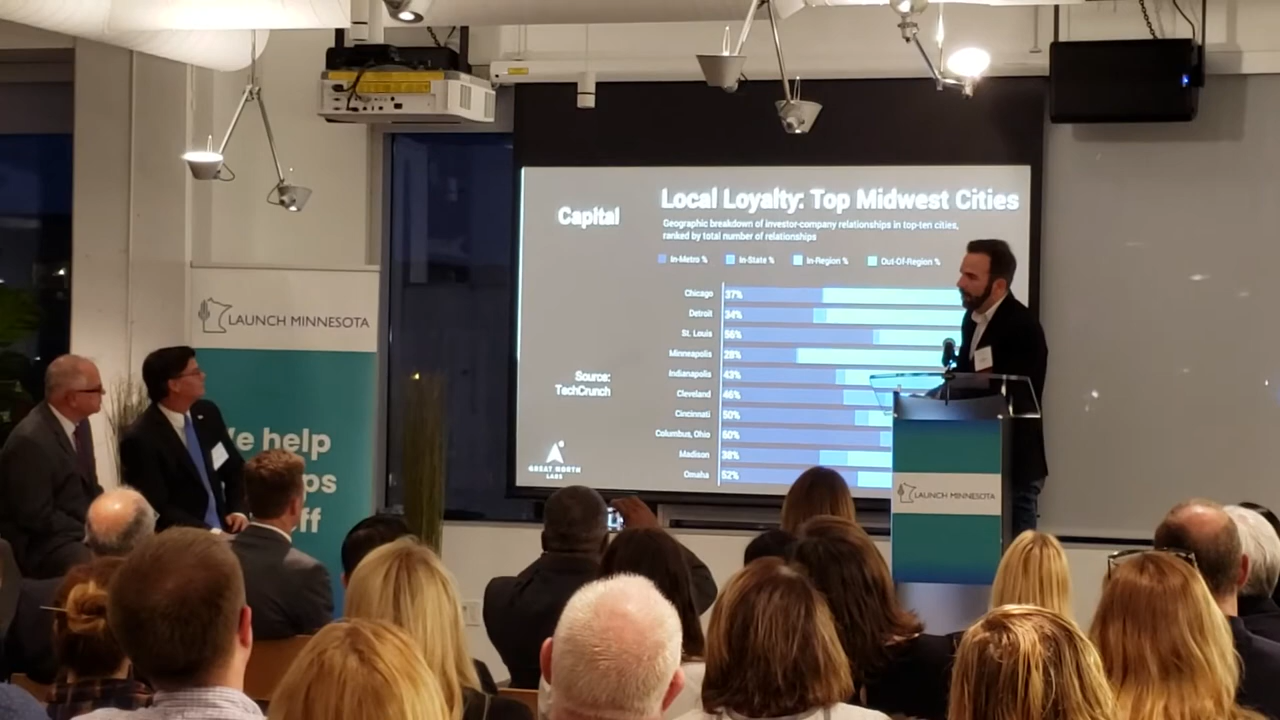 Local Loyalty: Top Midwest Cities
Capital
Geographic breakdown of investor-company relationships in top-ten cities,
ranked by total number of relationships
In-Metro %
In-State %
In-Region %
Out-Of-Region %
Chicago 37%
Detroit 34%
St. Louis 56%
Minneapolis 28%
Indianapolis 43%
Cleveland 46%
Cincinnati 50%
Columbus, Ohio 60%
Madison 38%
Omaha 52%
Source:
TechCrunch
GREAT NORTH
LABS
LAUNCH MINNESOTA
e help
ps
ff
LAUNCH MINNESOTA